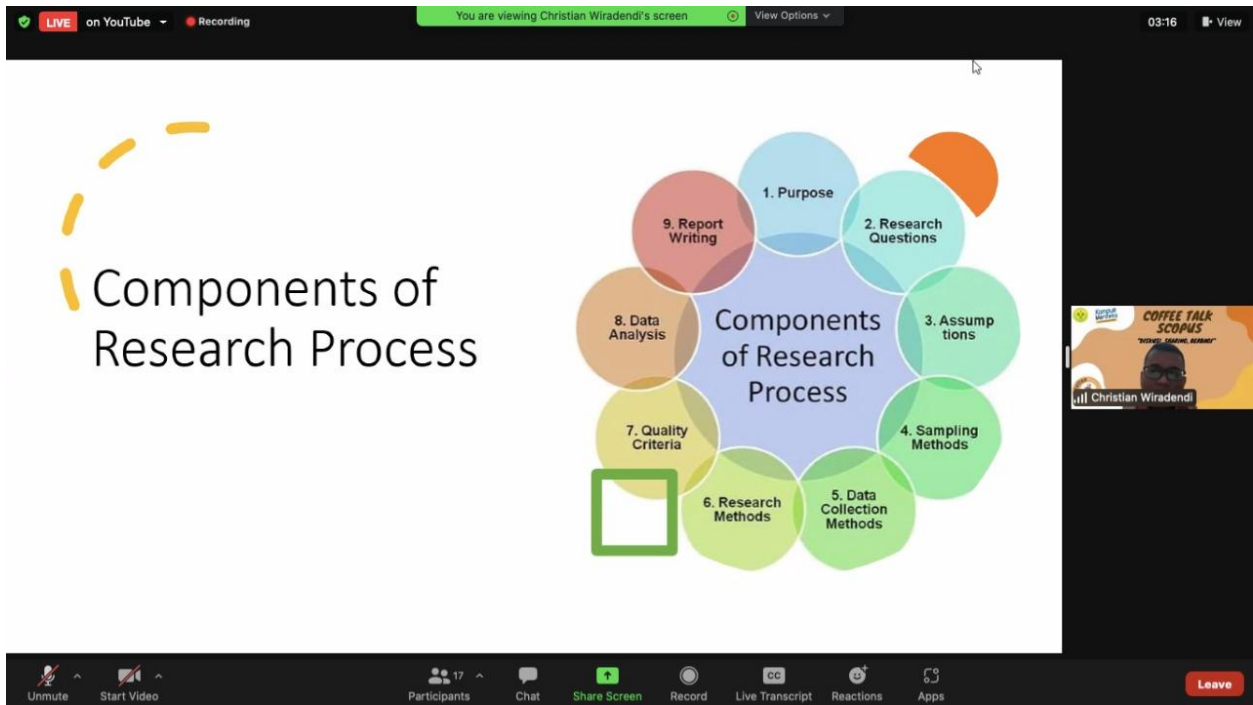 LIVE on YouTube
Recording
You are viewing Christian Wiradendi's screen
View Options
03:16
View
Components of
Research Process
1. Purpose
2. Research
Questions
3. Assump
tions
4. Sampling
Methods
5. Data
Collection
Methods
6. Research
Methods
7. Quality
Criteria
8. Data
Analysis
9. Report
Writing
Components
of Research
Process
COFFEE TALK
SCOPUS
Christian Wiradendi
Unmute
Start Video
17
Participants
Chat
Share Screen
Record
CC
Live Transcript
Reactions
Apps
Leave